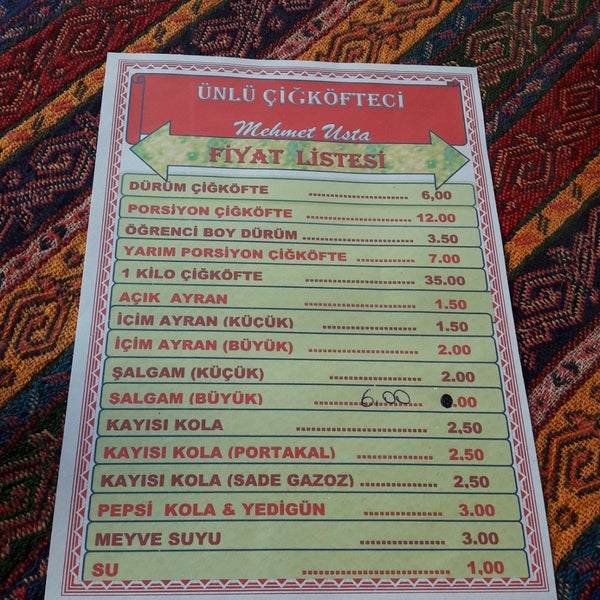 ÜNLÜ ÇİĞKÖFTECİ
Mehmet Usta
FİYAT LİSTESİ
DÜRÜM ÇİĞKÖFTE ........................ 6,00
PORSİYON ÇİĞKÖFTE ........................ 12.00
ÖĞRENCİ BOY DÜRÜM ........................ 3.50
YARIM PORSİYON ÇİĞKÖFTE ............. 7.00
1 KİLO ÇİĞKÖFTE ........................ 35.00
AÇIK AYRAN ........................ 1.50
İÇİM AYRAN (KÜÇÜK) .................... 1.50
İÇİM AYRAN (BÜYÜK) ........................ 2.00
ŞALGAM (KÜÇÜK) .................... 2.00
ŞALGAM (BÜYÜK) ........................ 6.00 .00
KAYISI KOLA ........................ 2,50
KAYISI KOLA (PORTAKAL) ............... 2.50
KAYISI KOLA (SADE GAZOZ) ............... 2,50
PEPSİ KOLA & YEDİGÜN ............... 3.00
MEYVE SUYU ............... 3.00
SU ............... 1,00